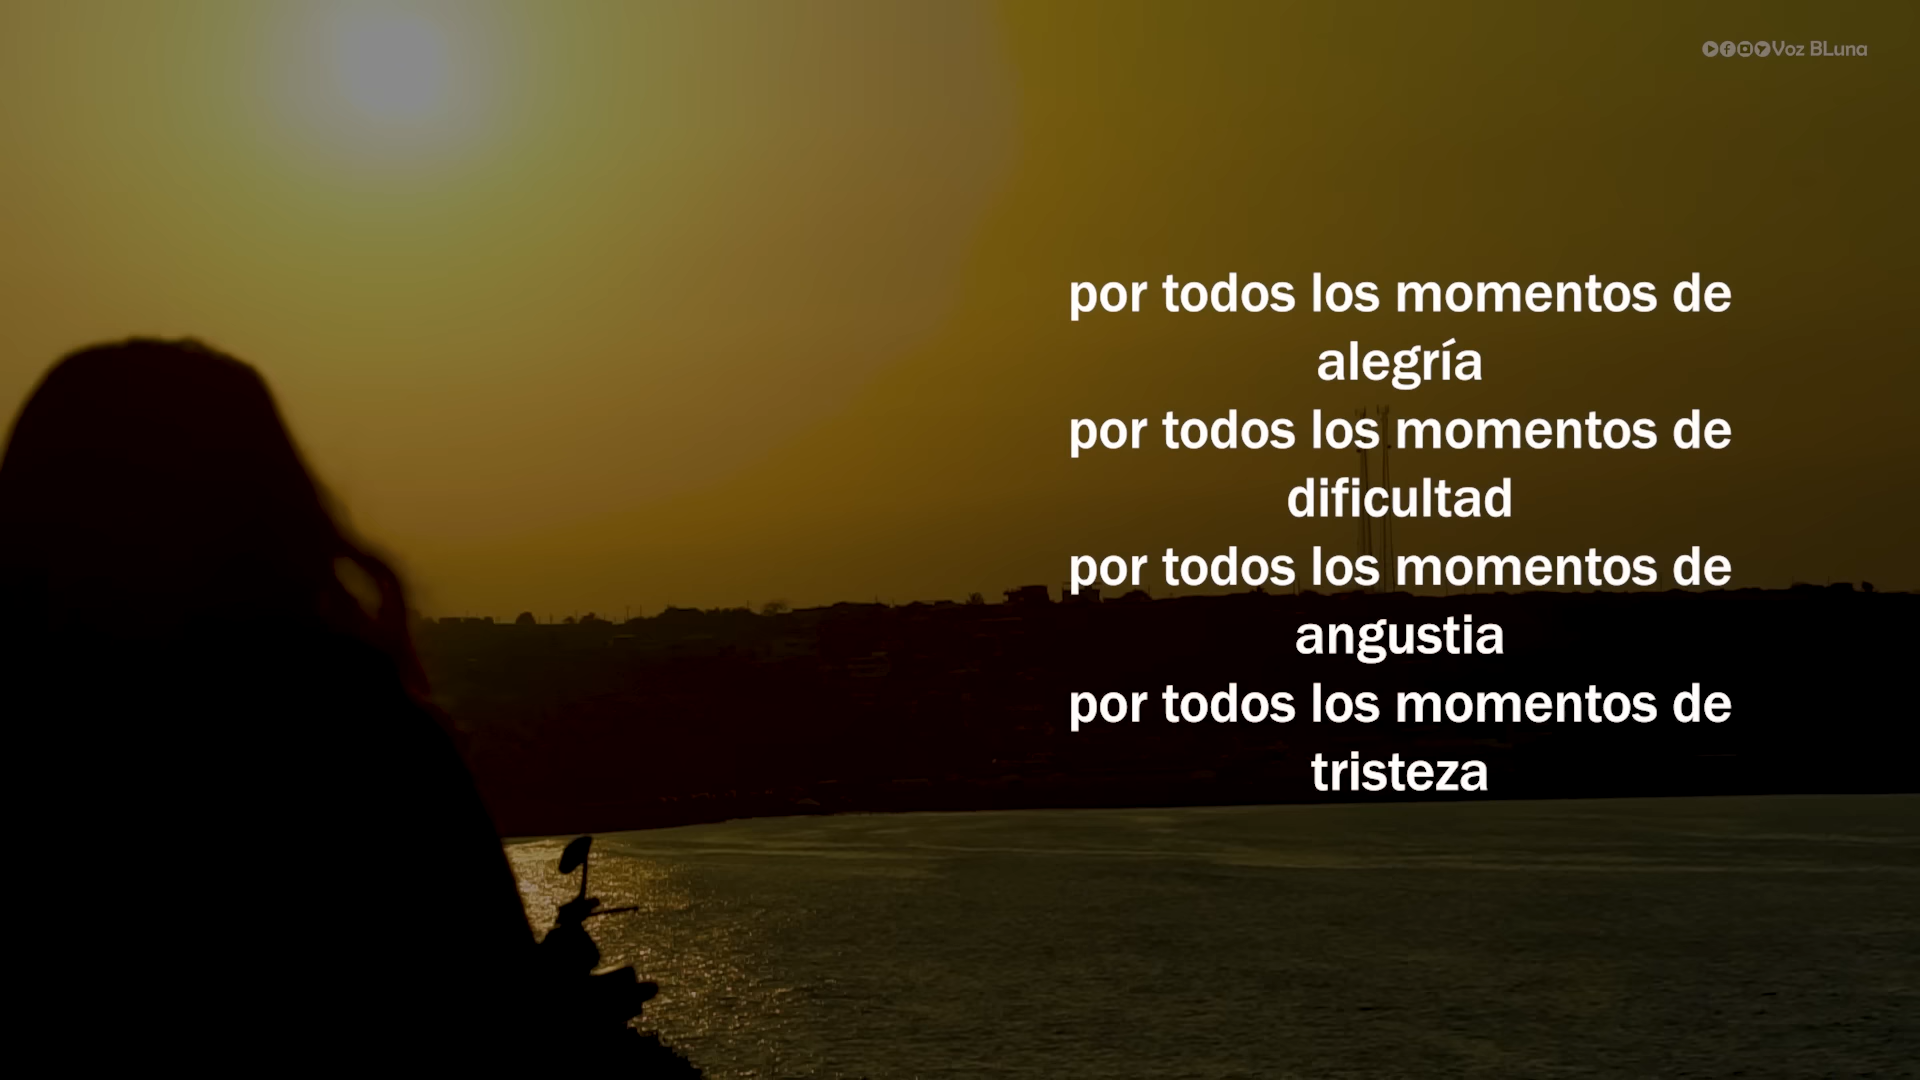 Voz BLuna
por todos los momentos de
alegría
por todos los momentos de
dificultad
por todos los momentos de
angustia
por todos los momentos de
tristeza